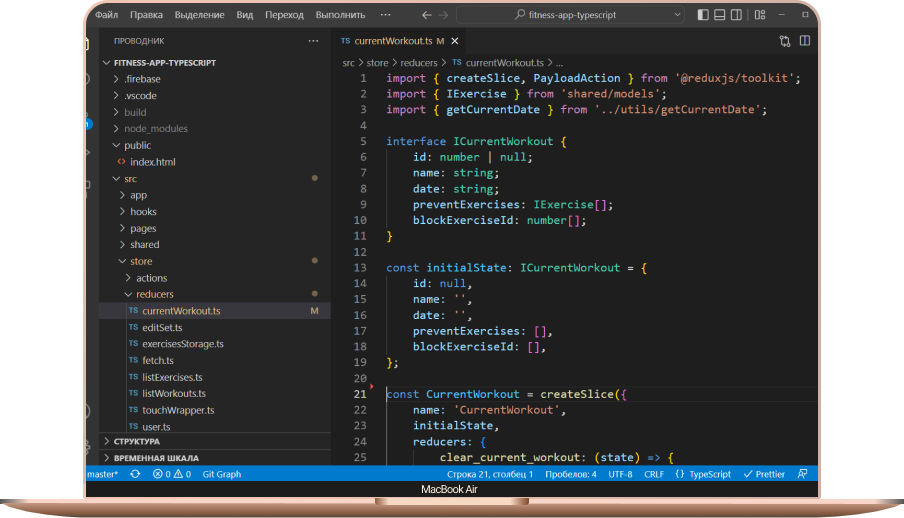 Файл Правка Выделение Вид Переход Выполнить ··· ← → fitness-app-typescript
ПРОВОДНИК ···
FITNESS-APP-TYPESCRIPT
.firebase
.vscode
build
node_modules
public
index.html
src
app
hooks
pages
shared
store
actions
reducers
TS currentWorkout.ts M
TS editSet.ts
TS exercisesStorage.ts
TS fetch.ts
TS listExercises.ts
TS listWorkouts.ts
TS touchWrapper.ts
TS user.ts
СТРУКТУРА
ВРЕМЕННАЯ ШКАЛА
1
TS currentWorkout.ts M ×
src > store > reducers > TS currentWorkout.ts > ...
1 import { createSlice, PayloadAction } from '@reduxjs/toolkit';
2 import { IExercise } from 'shared/models';
3 import { getCurrentDate } from '../utils/getCurrentDate';
4
5 interface ICurrentWorkout {
6 id: number | null;
7 name: string;
8 date: string;
9 preventExercises: IExercise[];
10 blockExerciseId: number[];
11 }
12
13 const initialState: ICurrentWorkout = {
14 id: null,
15 name: '',
16 date: '',
17 preventExercises: [],
18 blockExerciseId: [],
19 };
20
21 const CurrentWorkout = createSlice({
22 name: 'CurrentWorkout',
23 initialState,
24 reducers: {
25 clear_current_workout: (state) => {
master* 0 0 Git Graph Строка 21, столбец 1 Пробелов: 4 UTF-8 CRLF {} TypeScript Prettier
MacBook Air